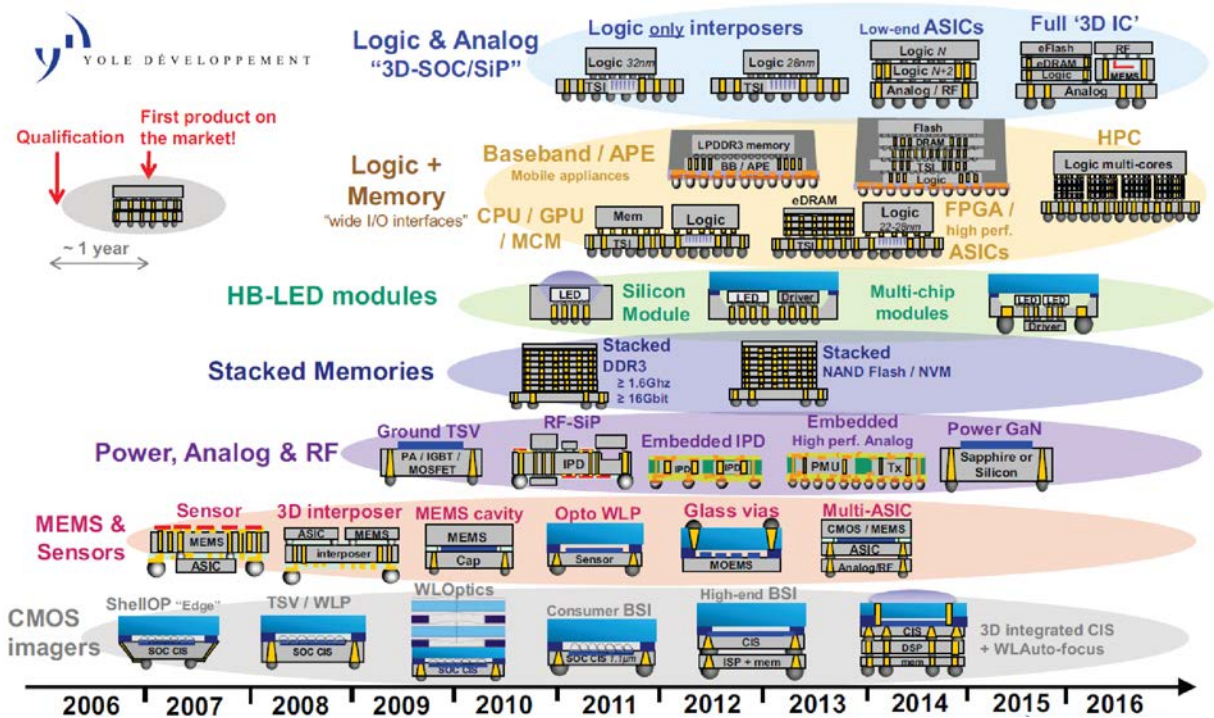 YOLE DÉVELOPPEMENT
Qualification
First product on
the market!
~ 1 year
Logic & Analog
“3D-SOC/SiP”
Logic only interposers
Logic 32nm
TSI
Logic 28nm
TSI
Low-end ASICs
Logic N
Logic N+2
Analog / RF
Full ‘3D IC’
eFlash
eDRAM
Logic
RF
MEMS
Analog
Logic +
Memory
“wide I/O interfaces”
Baseband / APE
Mobile appliances
LPDDR3 memory
BB / APE
Flash
DRAM
TSI
Logic
HPC
Logic multi-cores
CPU / GPU
/ MCM
Mem
Logic
TSI
eDRAM
Logic
22-28nm
TSI
FPGA /
high perf.
ASICs
HB-LED modules
LED
Silicon
Module
LED
Driver
Multi-chip
modules
LED
LED
Driver
Stacked Memories
Stacked
DDR3
≥ 1.6Ghz
≥ 16Gbit
Stacked
NAND Flash / NVM
Power, Analog & RF
Ground TSV
PA / IGBT /
MOSFET
RF-SiP
IPD
Embedded IPD
IPD
IPD
Embedded
High perf. Analog
PMU
Tx
Power GaN
Sapphire or
Silicon
MEMS &
Sensors
Sensor
MEMS
ASIC
3D interposer
ASIC
MEMS
interposer
MEMS cavity
MEMS
Cap
Opto WLP
Sensor
Glass vias
MOEMS
Multi-ASIC
CMOS / MEMS
ASIC
Analog/RF
CMOS
imagers
ShellOP “Edge”
SOC CIS
TSV / WLP
SOC CIS
WLOptics
SOC CIS
Consumer BSI
SOC CIS 1.1µm
High-end BSI
CIS
ISP + mem
CIS
DSP
mem
3D integrated CIS
+ WLAuto-focus
2006 2007 2008 2009 2010 2011 2012 2013 2014 2015 2016